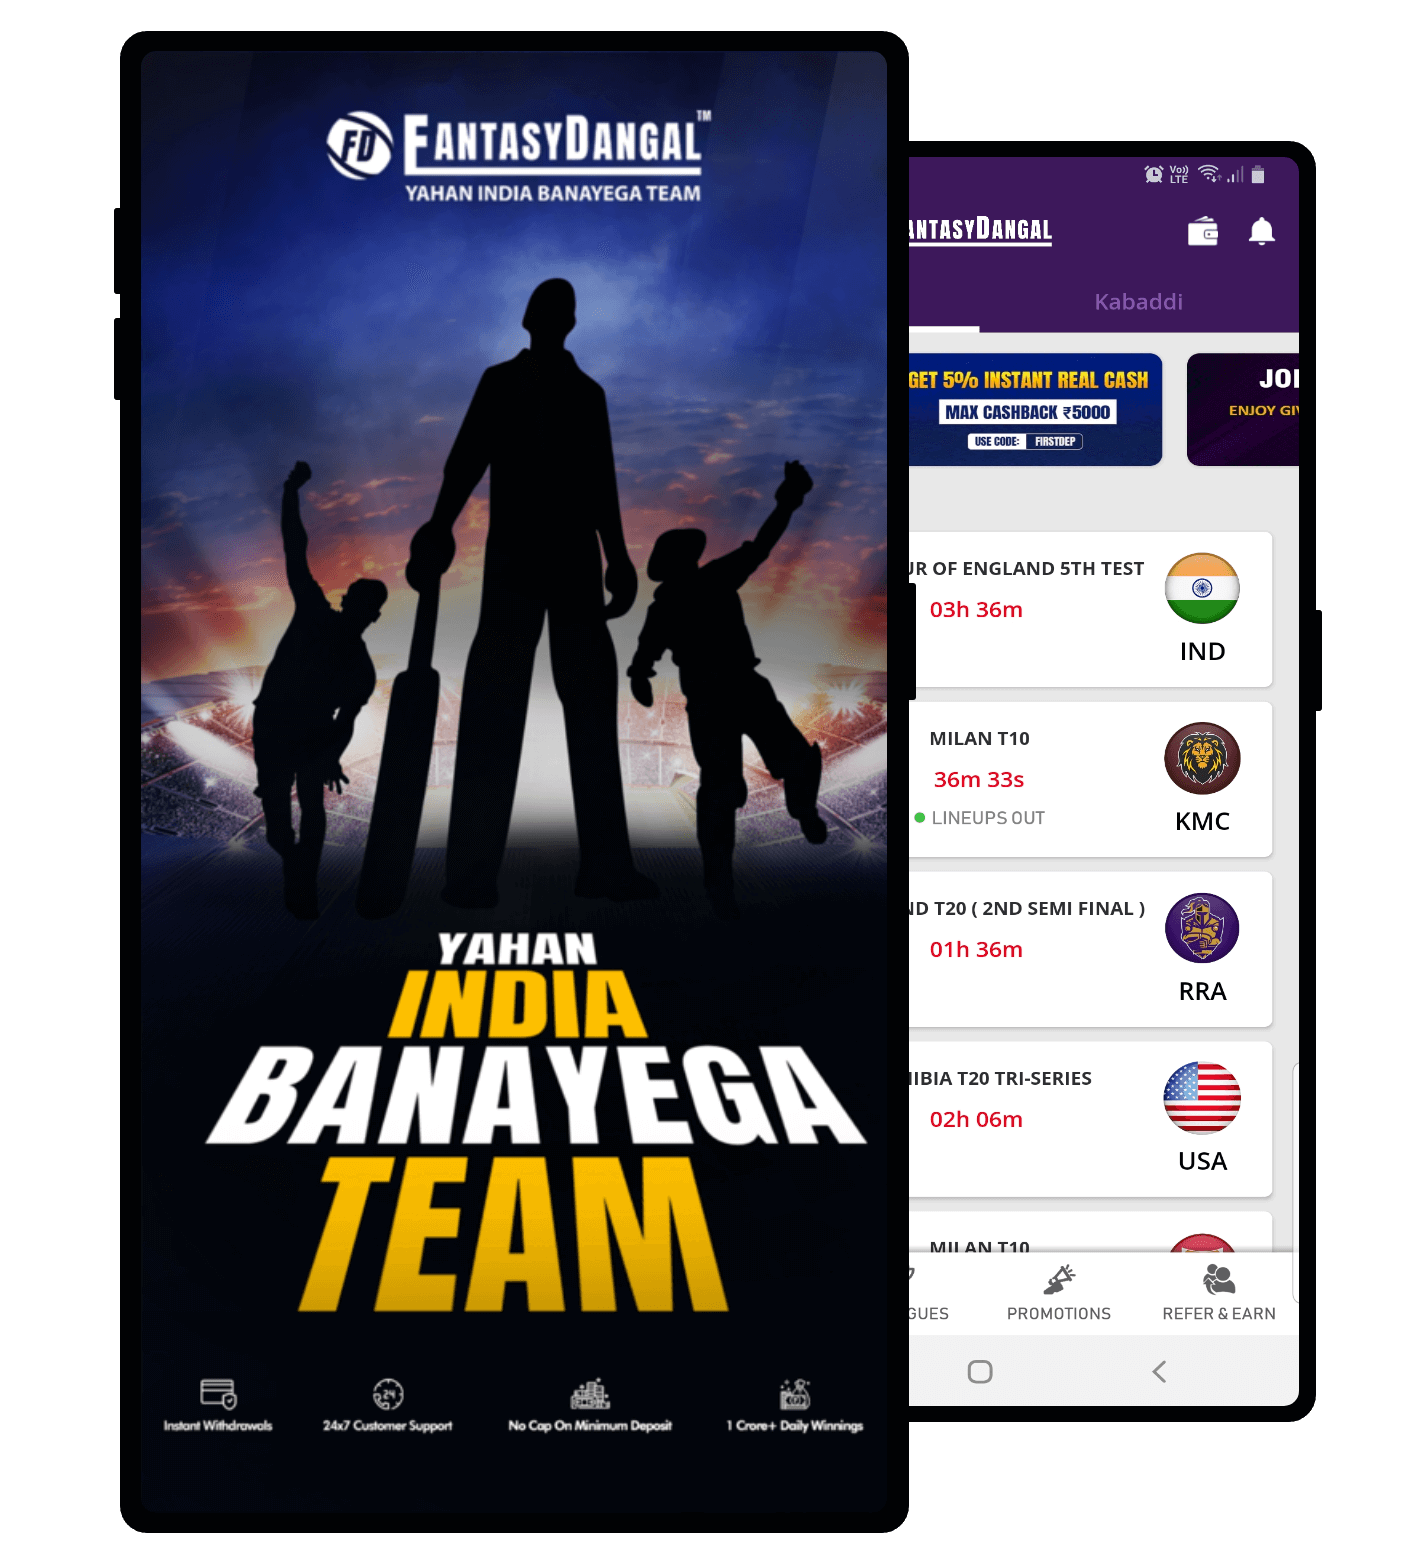 FD FANTASYDANGAL™
YAHAN INDIA BANAYEGA TEAM
YAHAN
INDIA
BANAYEGA
TEAM
Instant Withdrawals
24x7 Customer Support
No Cap On Minimum Deposit
1 Crore+ Daily Winnings
Vo))
LTE
ANTASYDANGAL
Kabaddi
GET 5% INSTANT REAL CASH
MAX CASHBACK ₹5000
USE CODE: FIRSTDEP
JOI
ENJOY GIV
UR OF ENGLAND 5TH TEST
03h 36m
IND
MILAN T10
36m 33s
LINEUPS OUT
KMC
ND T20 ( 2ND SEMI FINAL )
01h 36m
RRA
IBIA T20 TRI-SERIES
02h 06m
USA
MILAN T10
GUES
PROMOTIONS
REFER & EARN